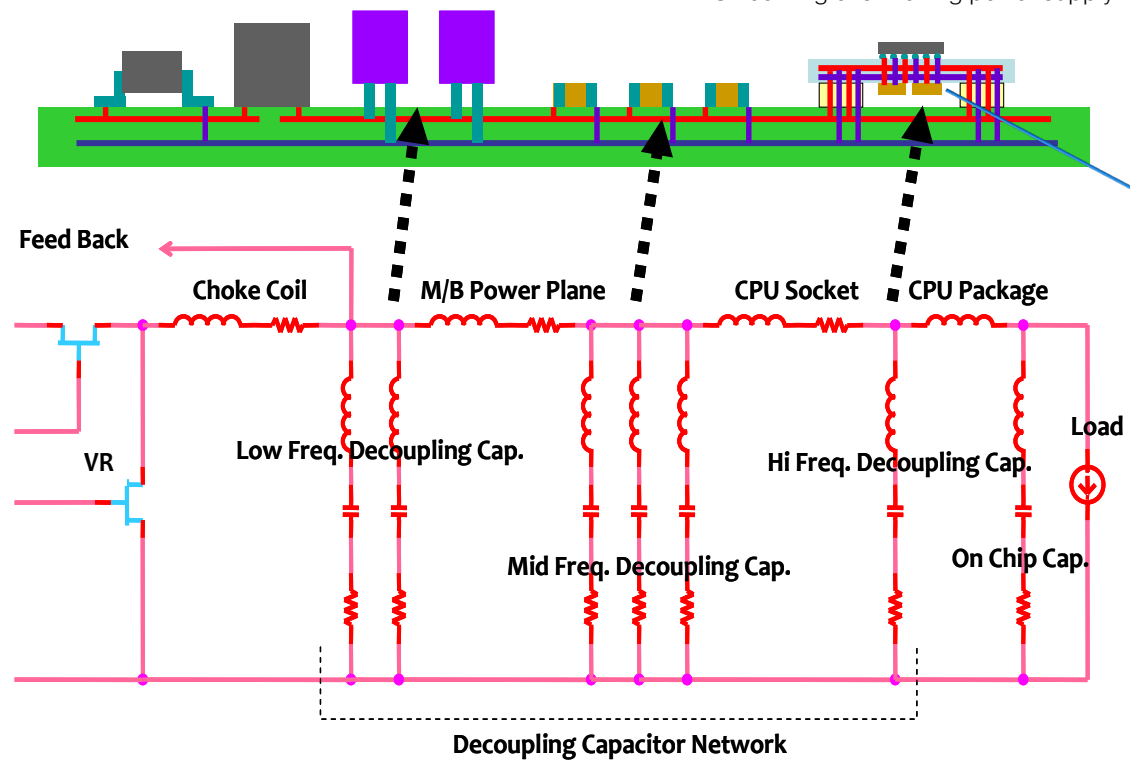 Feed Back
Choke Coil
M/B Power Plane
CPU Socket
CPU Package
Load
Low Freq. Decoupling Cap.
VR
Hi Freq. Decoupling Cap.
Mid Freq. Decoupling Cap.
On Chip Cap.
Decoupling Capacitor Network